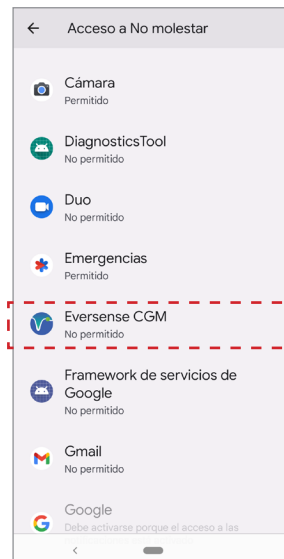 Acceso a No molestar
Cámara
Permitido
DiagnosticsTool
No permitido
Duo
No permitido
Emergencias
Permitido
Eversense CGM
No permitido
Framework de servicios de
Google
No permitido
Gmail
No permitido
Google
Debe activarse porque el acceso a las